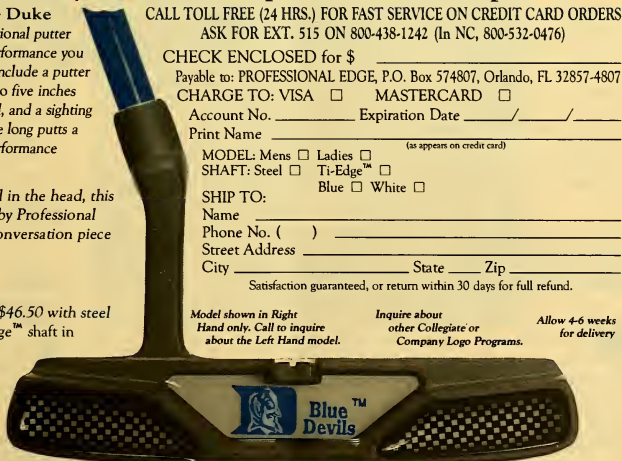 Duke
CALL TOLL FREE (24 HRS.) FOR FAST SERVICE ON CREDIT CARD ORDERS
ASK FOR EXT. 515 ON 800-438-1242 (In NC, 800-532-0476)
CHECK ENCLOSED for $
Payable to: PROFESSIONAL EDGE, P.O. Box 574807, Orlando, FL 32857-4807
CHARGE TO: VISA □ MASTERCARD □
Account No. Expiration Date / /
Print Name
(as appears on credit card)
MODEL: Mens □ Ladies □
SHAFT: Steel □ Ti-Edge™ □
Blue □ White □
SHIP TO:
Name
Phone No. ( )
Street Address
City State Zip
Satisfaction guaranteed, or return within 30 days for full refund.
putter
you
include a putter
o five inches
, and a sighting
long putts a
in the head, this
by Professional
conversation piece
$46.50 with steel
™ shaft in
Model shown in Right
Hand only. Call to inquire
about the Left Hand model.
Inquire about
other Collegiate or
Company Logo Programs.
Allow 4-6 weeks
for delivery
Blue ™
Devils